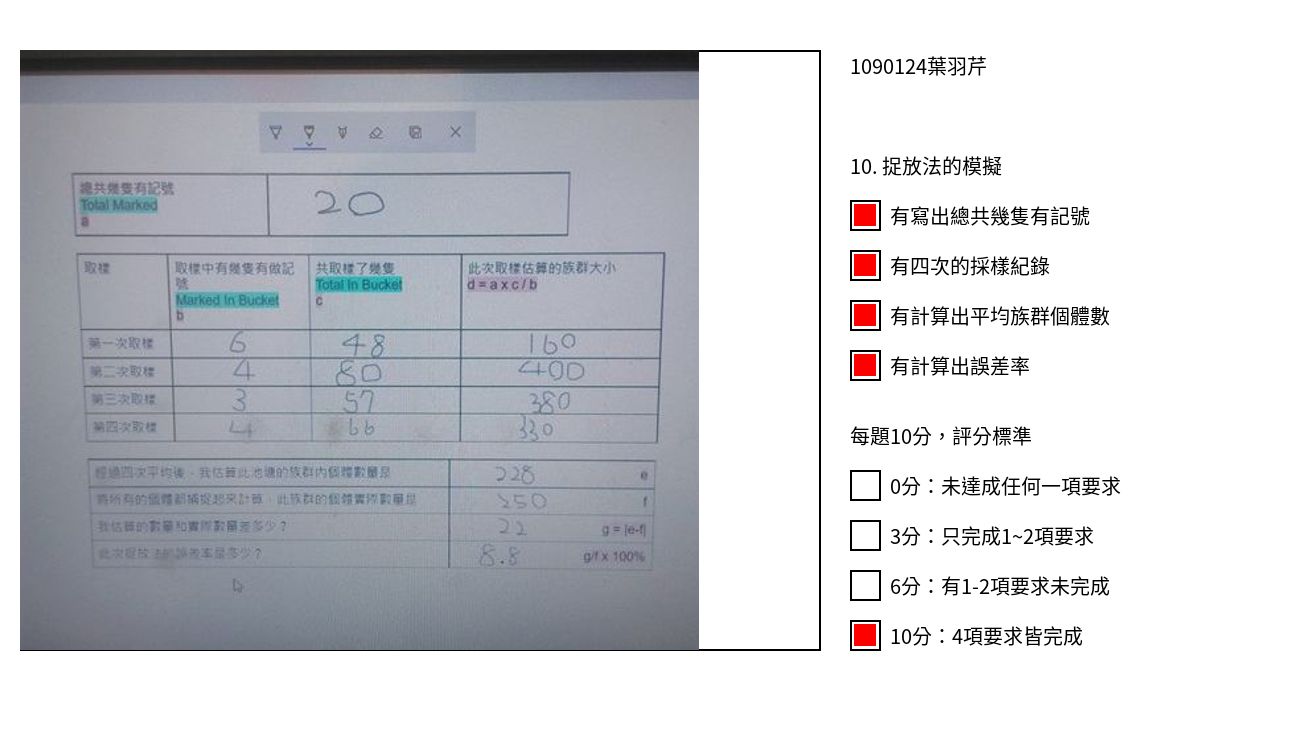 總共幾隻有記號
Total Marked
a
20
取樣
取樣中有幾隻有做記
號
Marked In Bucket
b
共取樣了幾隻
Total In Bucket
c
此次取樣估算的族群大小
d = a x c / b
第一次取樣 6 48 160
第二次取樣 4 80 400
第三次取樣 3 57 380
第四次取樣 4 66 330
經過四次平均後，我估算此池塘的族群內個體數量是 228 e
將所有的個體都捕捉起來計算，此族群的個體實際數量是 250 f
我估算的數量和實際數量差多少？ 22 g = |e-f|
此次捉放法的誤差率是多少？ 8.8 g/f x 100%
1090124葉羽芹
10. 捉放法的模擬
有寫出總共幾隻有記號
有四次的採樣紀錄
有計算出平均族群個體數
有計算出誤差率
每題10分，評分標準
0分：未達成任何一項要求
3分：只完成1~2項要求
6分：有1-2項要求未完成
10分：4項要求皆完成